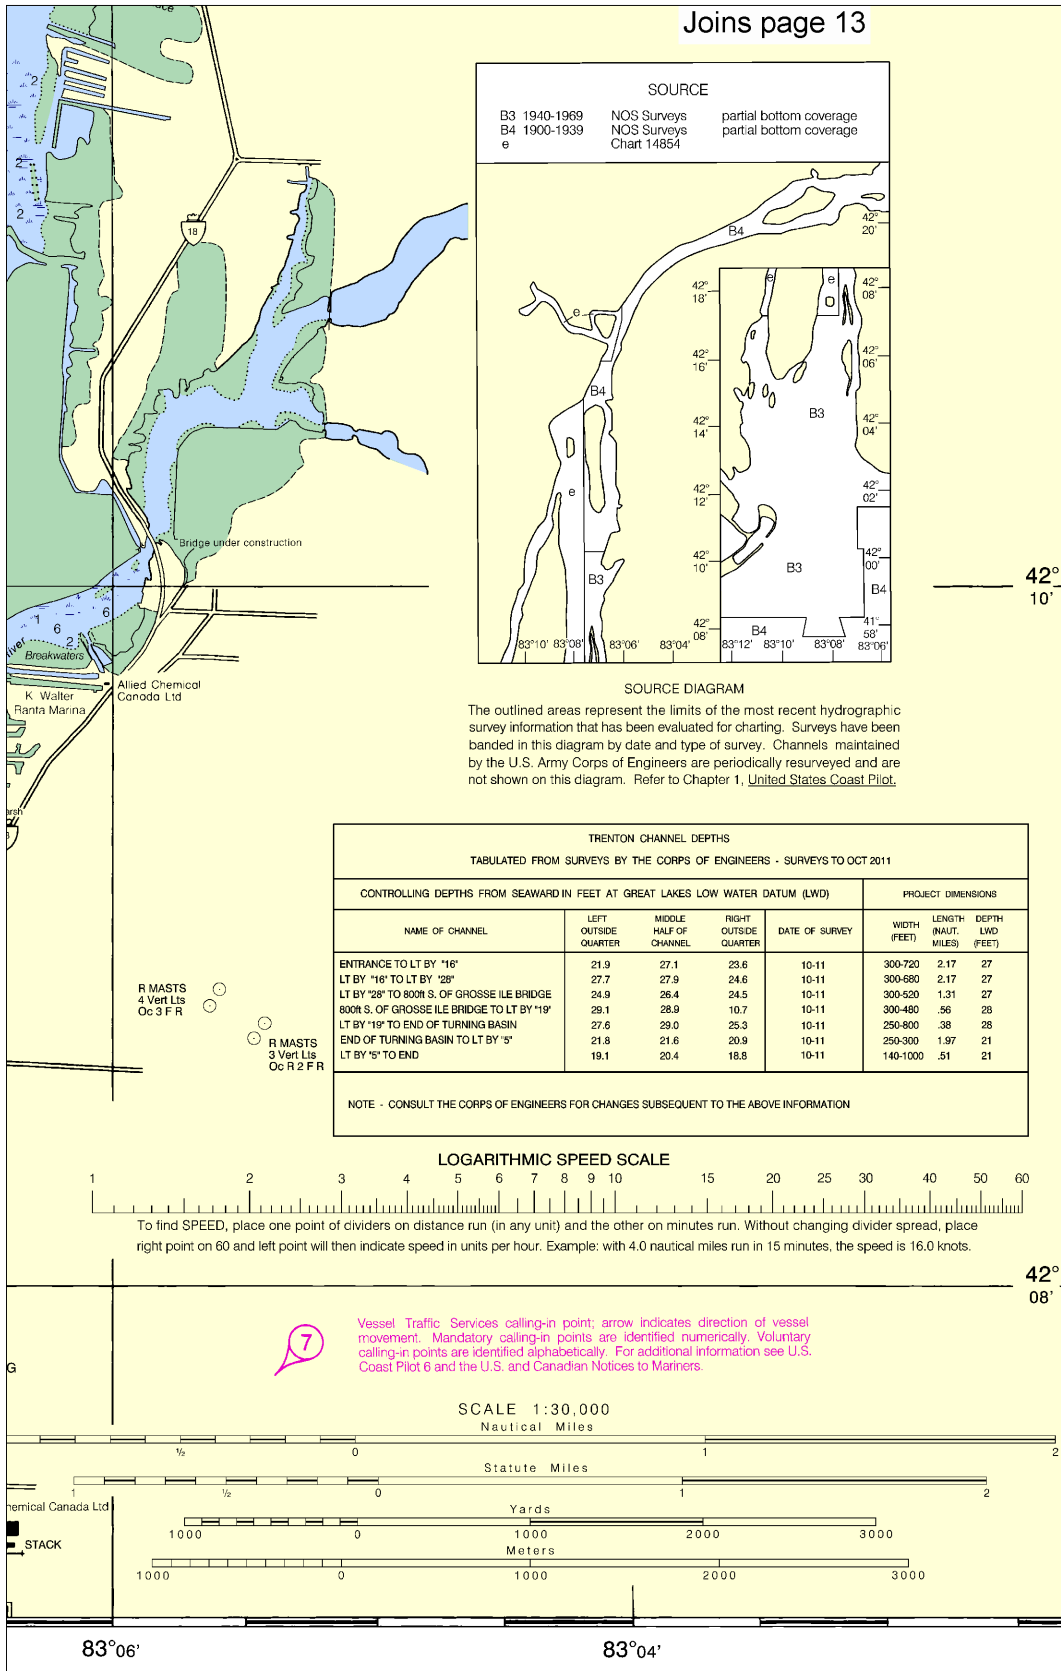 Joins page 13
SOURCE
B3 1940-1969 NOS Surveys partial bottom coverage
B4 1900-1939 NOS Surveys partial bottom coverage
e Chart 14854
2
2
2
18
B4
42° 20'
42° 18'
e
e
42° 08'
e
42° 16'
42° 06'
B4
B3
42° 14'
42° 04'
e
42° 12'
42° 02'
Bridge under construction
42° 10'
B3
42° 00'
B3
B4
42° 10'
42° 08'
B4
41° 58'
83°10' 83°08' 83°06' 83°04'
83°12' 83°10' 83°08' 83°06'
1
6
6
2
Breakwaters
Allied Chemical
Canada Ltd
K Walter
Ranta Marina
SOURCE DIAGRAM
The outlined areas represent the limits of the most recent hydrographic
survey information that has been evaluated for charting. Surveys have been
banded in this diagram by date and type of survey. Channels maintained
by the U.S. Army Corps of Engineers are periodically resurveyed and are
not shown on this diagram. Refer to Chapter 1, United States Coast Pilot.
TRENTON CHANNEL DEPTHS
TABULATED FROM SURVEYS BY THE CORPS OF ENGINEERS - SURVEYS TO OCT 2011
CONTROLLING DEPTHS FROM SEAWARD IN FEET AT GREAT LAKES LOW WATER DATUM (LWD) PROJECT DIMENSIONS
NAME OF CHANNEL LEFT OUTSIDE QUARTER MIDDLE HALF OF CHANNEL RIGHT OUTSIDE QUARTER DATE OF SURVEY WIDTH (FEET) LENGTH (NAUT. MILES) DEPTH LWD (FEET)
ENTRANCE TO LT BY "16" 21.9 27.1 23.6 10-11 300-720 2.17 27
LT BY "16" TO LT BY "28" 27.7 27.9 24.6 10-11 300-680 2.17 27
LT BY "28" TO 800ft S. OF GROSSE ILE BRIDGE 24.9 26.4 24.5 10-11 300-520 1.31 27
800ft S. OF GROSSE ILE BRIDGE TO LT BY "19" 29.1 28.9 10.7 10-11 300-480 .56 28
LT BY "19" TO END OF TURNING BASIN 27.6 29.0 25.3 10-11 250-800 .38 28
END OF TURNING BASIN TO LT BY "5" 21.8 21.6 20.9 10-11 250-300 1.97 21
LT BY "5" TO END 19.1 20.4 18.8 10-11 140-1000 .51 21
NOTE - CONSULT THE CORPS OF ENGINEERS FOR CHANGES SUBSEQUENT TO THE ABOVE INFORMATION
R MASTS
4 Vert Lts
Oc 3 F R
R MASTS
3 Vert Lts
Oc R 2 F R
LOGARITHMIC SPEED SCALE
1 2 3 4 5 6 7 8 9 10 15 20 25 30 40 50 60
To find SPEED, place one point of dividers on distance run (in any unit) and the other on minutes run. Without changing divider spread, place
right point on 60 and left point will then indicate speed in units per hour. Example: with 4.0 nautical miles run in 15 minutes, the speed is 16.0 knots.
42° 08'
7
Vessel Traffic Services calling-in point; arrow indicates direction of vessel
movement. Mandatory calling-in points are identified numerically. Voluntary
calling-in points are identified alphabetically. For additional information see U.S.
Coast Pilot 6 and the U.S. and Canadian Notices to Mariners.
G
SCALE 1:30,000
Nautical Miles
½ 0 1 2
Statute Miles
1 ½ 0 1 2
hemical Canada Ltd
Yards
1000 0 1000 2000 3000
STACK
Meters
1000 0 1000 2000 3000
83°06' 83°04'